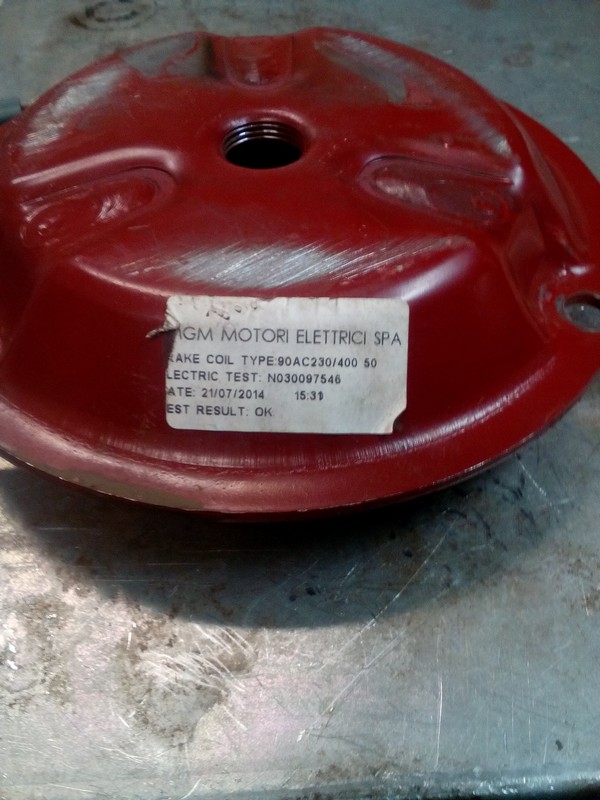 MGM MOTORI ELETTRICI SPA
RAKE COIL TYPE:90AC230/400 50
LECTRIC TEST: N030097546
ATE: 21/07/2014 15:31
EST RESULT: OK